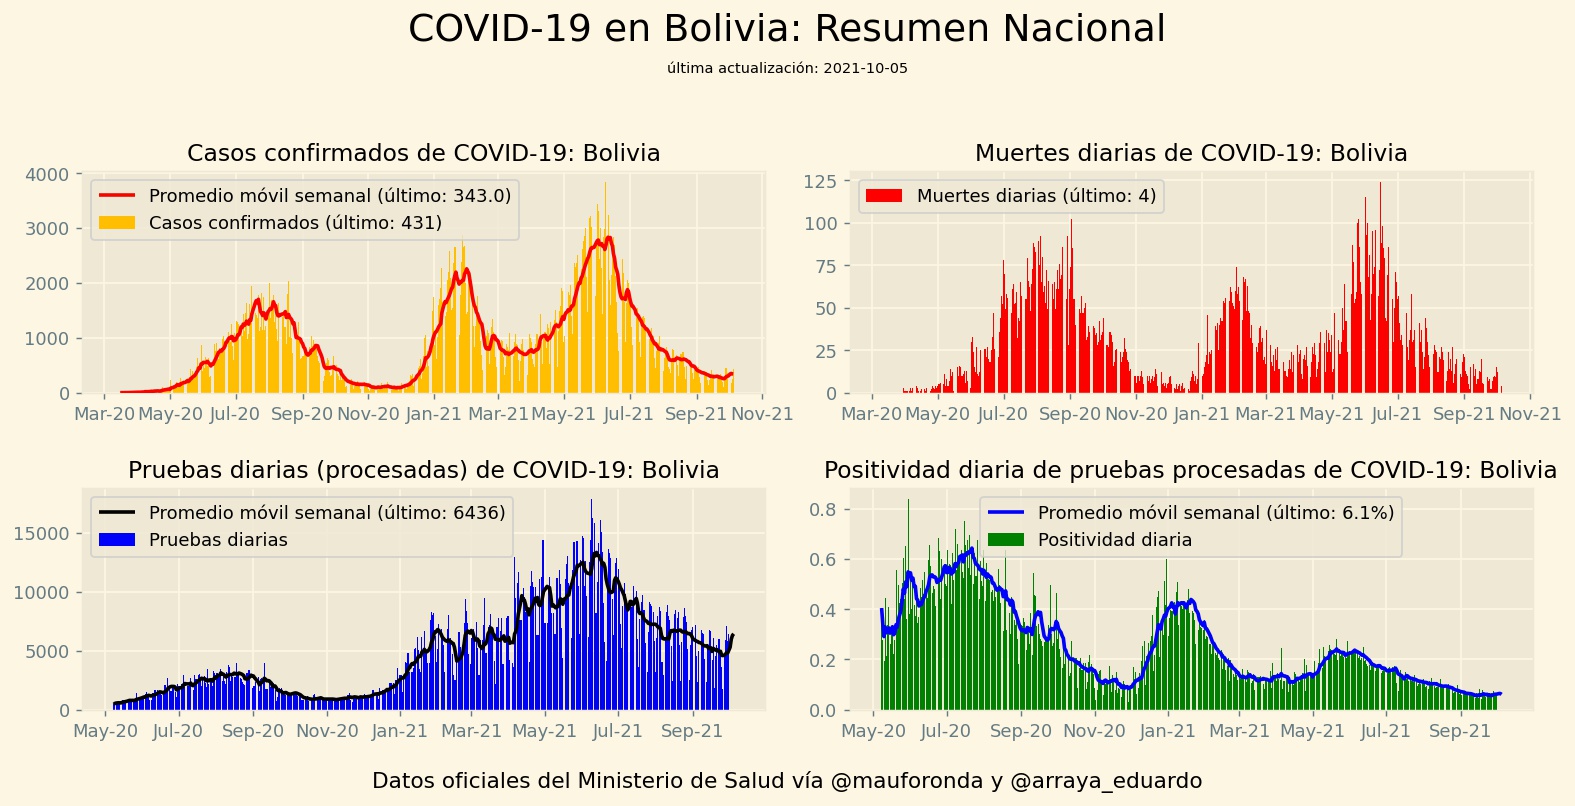 COVID-19 en Bolivia: Resumen Nacional
última actualización: 2021-10-05
Casos confirmados de COVID-19: Bolivia
Promedio móvil semanal (último: 343.0)
Casos confirmados (último: 431)
4000
3000
2000
1000
0
Mar-20 May-20 Jul-20 Sep-20 Nov-20 Jan-21 Mar-21 May-21 Jul-21 Sep-21 Nov-21
Muertes diarias de COVID-19: Bolivia
Muertes diarias (último: 4)
125
100
75
50
25
0
Mar-20 May-20 Jul-20 Sep-20 Nov-20 Jan-21 Mar-21 May-21 Jul-21 Sep-21 Nov-21
Pruebas diarias (procesadas) de COVID-19: Bolivia
Promedio móvil semanal (último: 6436)
Pruebas diarias
15000
10000
5000
0
May-20 Jul-20 Sep-20 Nov-20 Jan-21 Mar-21 May-21 Jul-21 Sep-21
Positividad diaria de pruebas procesadas de COVID-19: Bolivia
Promedio móvil semanal (último: 6.1%)
Positividad diaria
0.8
0.6
0.4
0.2
0.0
May-20 Jul-20 Sep-20 Nov-20 Jan-21 Mar-21 May-21 Jul-21 Sep-21
Datos oficiales del Ministerio de Salud vía @mauforonda y @arraya_eduardo